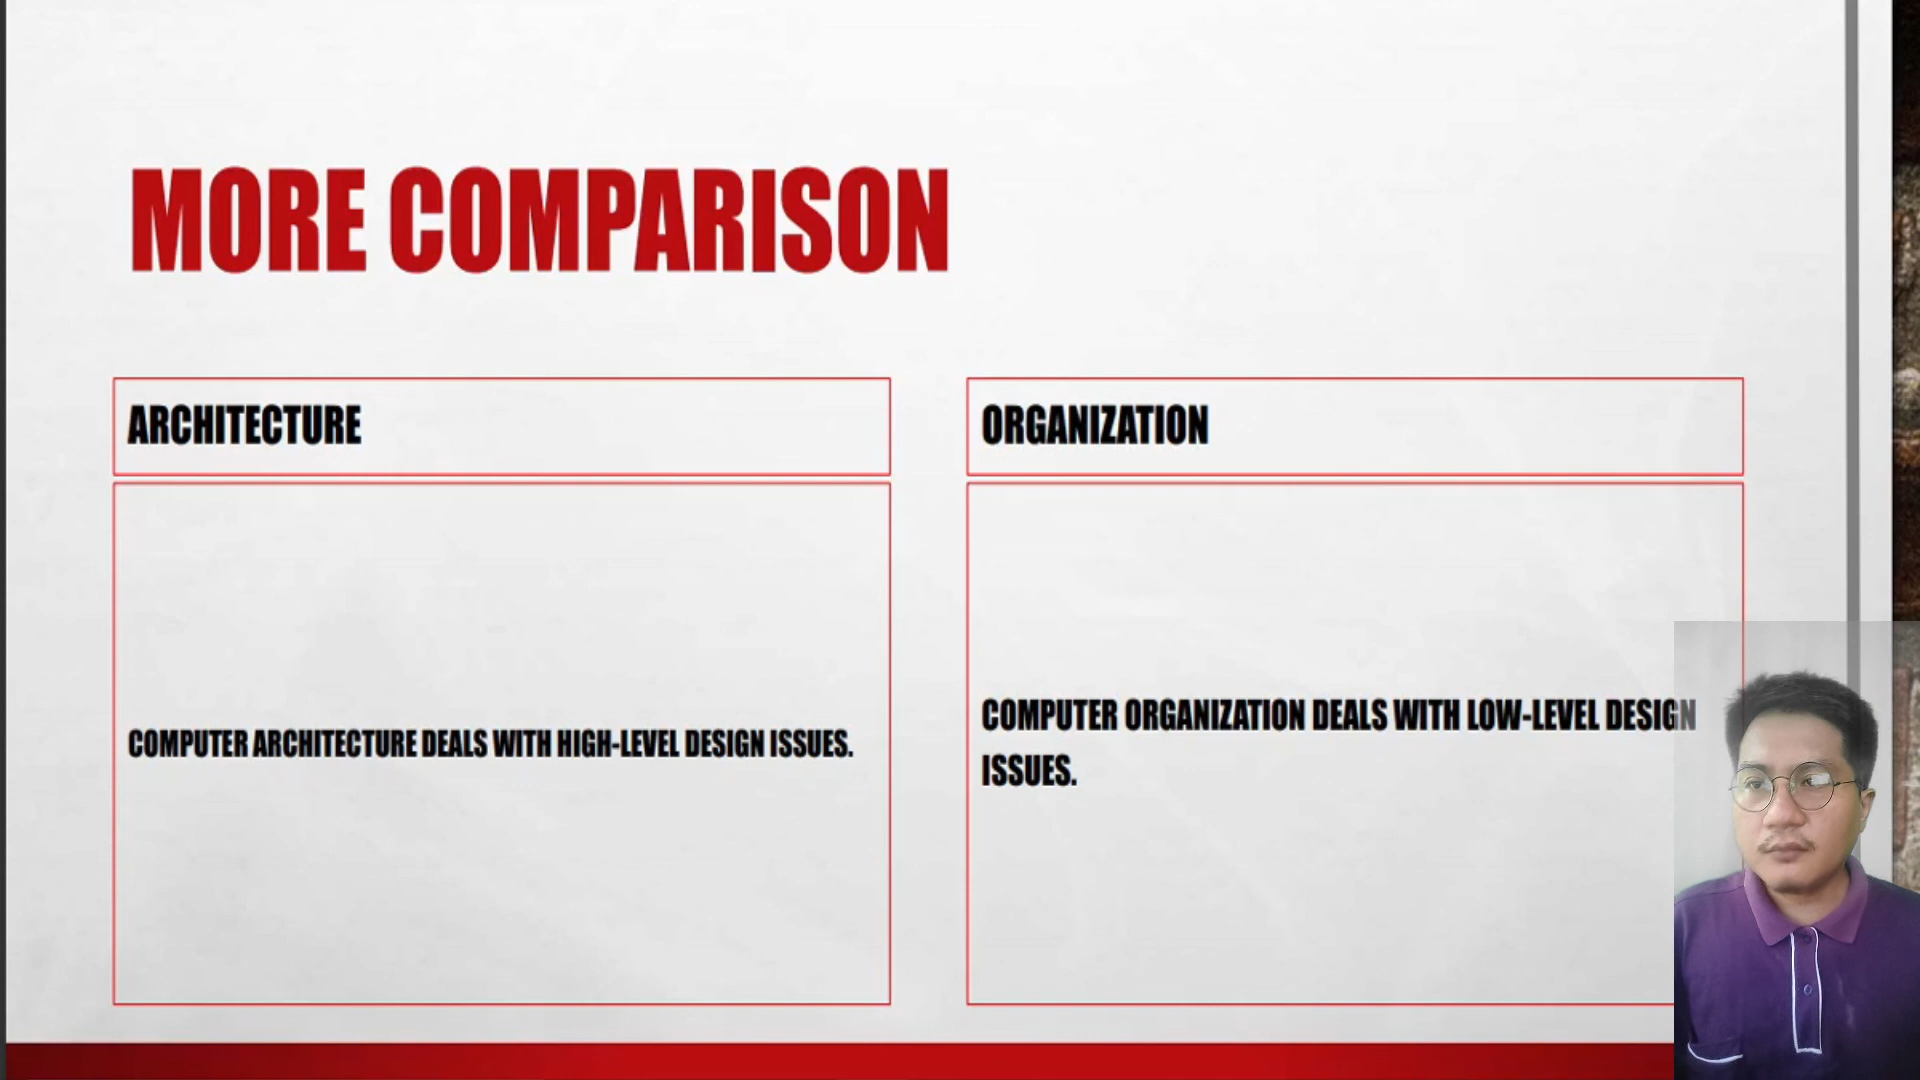 MORE COMPARISON
ARCHITECTURE
COMPUTER ARCHITECTURE DEALS WITH HIGH-LEVEL DESIGN ISSUES.
ORGANIZATION
COMPUTER ORGANIZATION DEALS WITH LOW-LEVEL DESIGN
ISSUES.